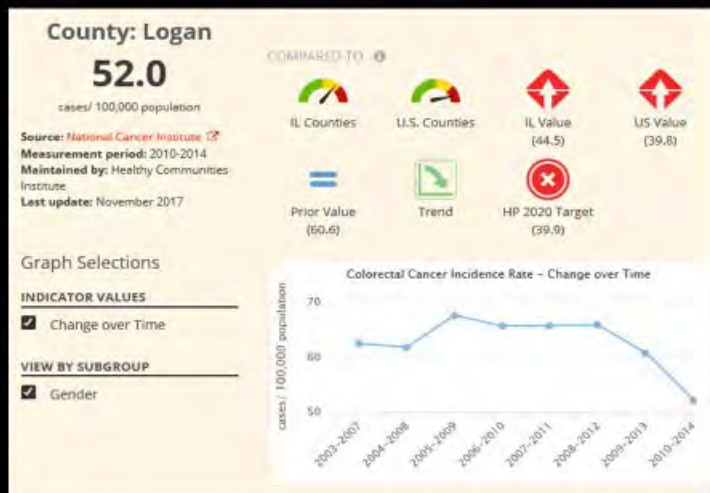 County: Logan
52.0
cases/ 100,000 population
Source: National Cancer Institute
Measurement period: 2010-2014
Maintained by: Healthy Communities
Institute
Last update: November 2017
COMPARED TO
IL Counties
U.S. Counties
IL Value
(44.5)
US Value
(39.8)
Prior Value
(60.6)
Trend
HP 2020 Target
(39.9)
Graph Selections
INDICATOR VALUES
Change over Time
VIEW BY SUBGROUP
Gender
Colorectal Cancer Incidence Rate - Change over Time
cases / 100,000 population
70
60
50
2003-2007
2004-2008
2005-2009
2006-2010
2007-2011
2008-2012
2009-2013
2010-2014